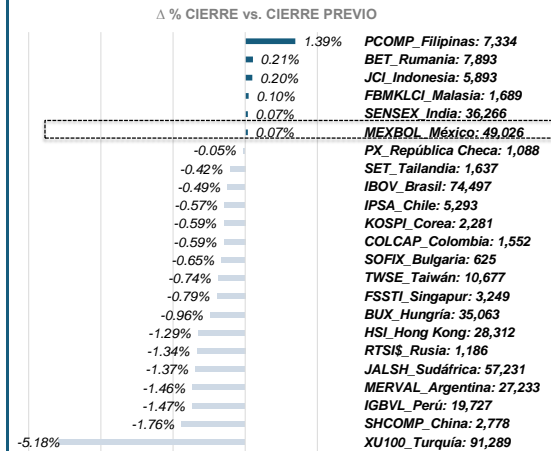 Δ % CIERRE vs. CIERRE PREVIO
1.39% PCOMP_Filipinas: 7,334
0.21% BET_Rumania: 7,893
0.20% JCI_Indonesia: 5,893
0.10% FBMKLCI_Malasia: 1,689
0.07% SENSEX_India: 36,266
0.07% MEXBOL_México: 49,026
-0.05% PX_República Checa: 1,088
-0.42% SET_Tailandia: 1,637
-0.49% IBOV_Brasil: 74,497
-0.57% IPSA_Chile: 5,293
-0.59% KOSPI_Corea: 2,281
-0.59% COLCAP_Colombia: 1,552
-0.65% SOFIX_Bulgaria: 625
-0.74% TWSE_Taiwán: 10,677
-0.79% FSSTI_Singapur: 3,249
-0.96% BUX_Hungría: 35,063
-1.29% HSI_Hong Kong: 28,312
-1.34% RTSI$_Rusia: 1,186
-1.37% JALSH_Sudáfrica: 57,231
-1.46% MERVAL_Argentina: 27,233
-1.47% IGBVL_Perú: 19,727
-1.76% SHCOMP_China: 2,778
-5.18% XU100_Turquía: 91,289